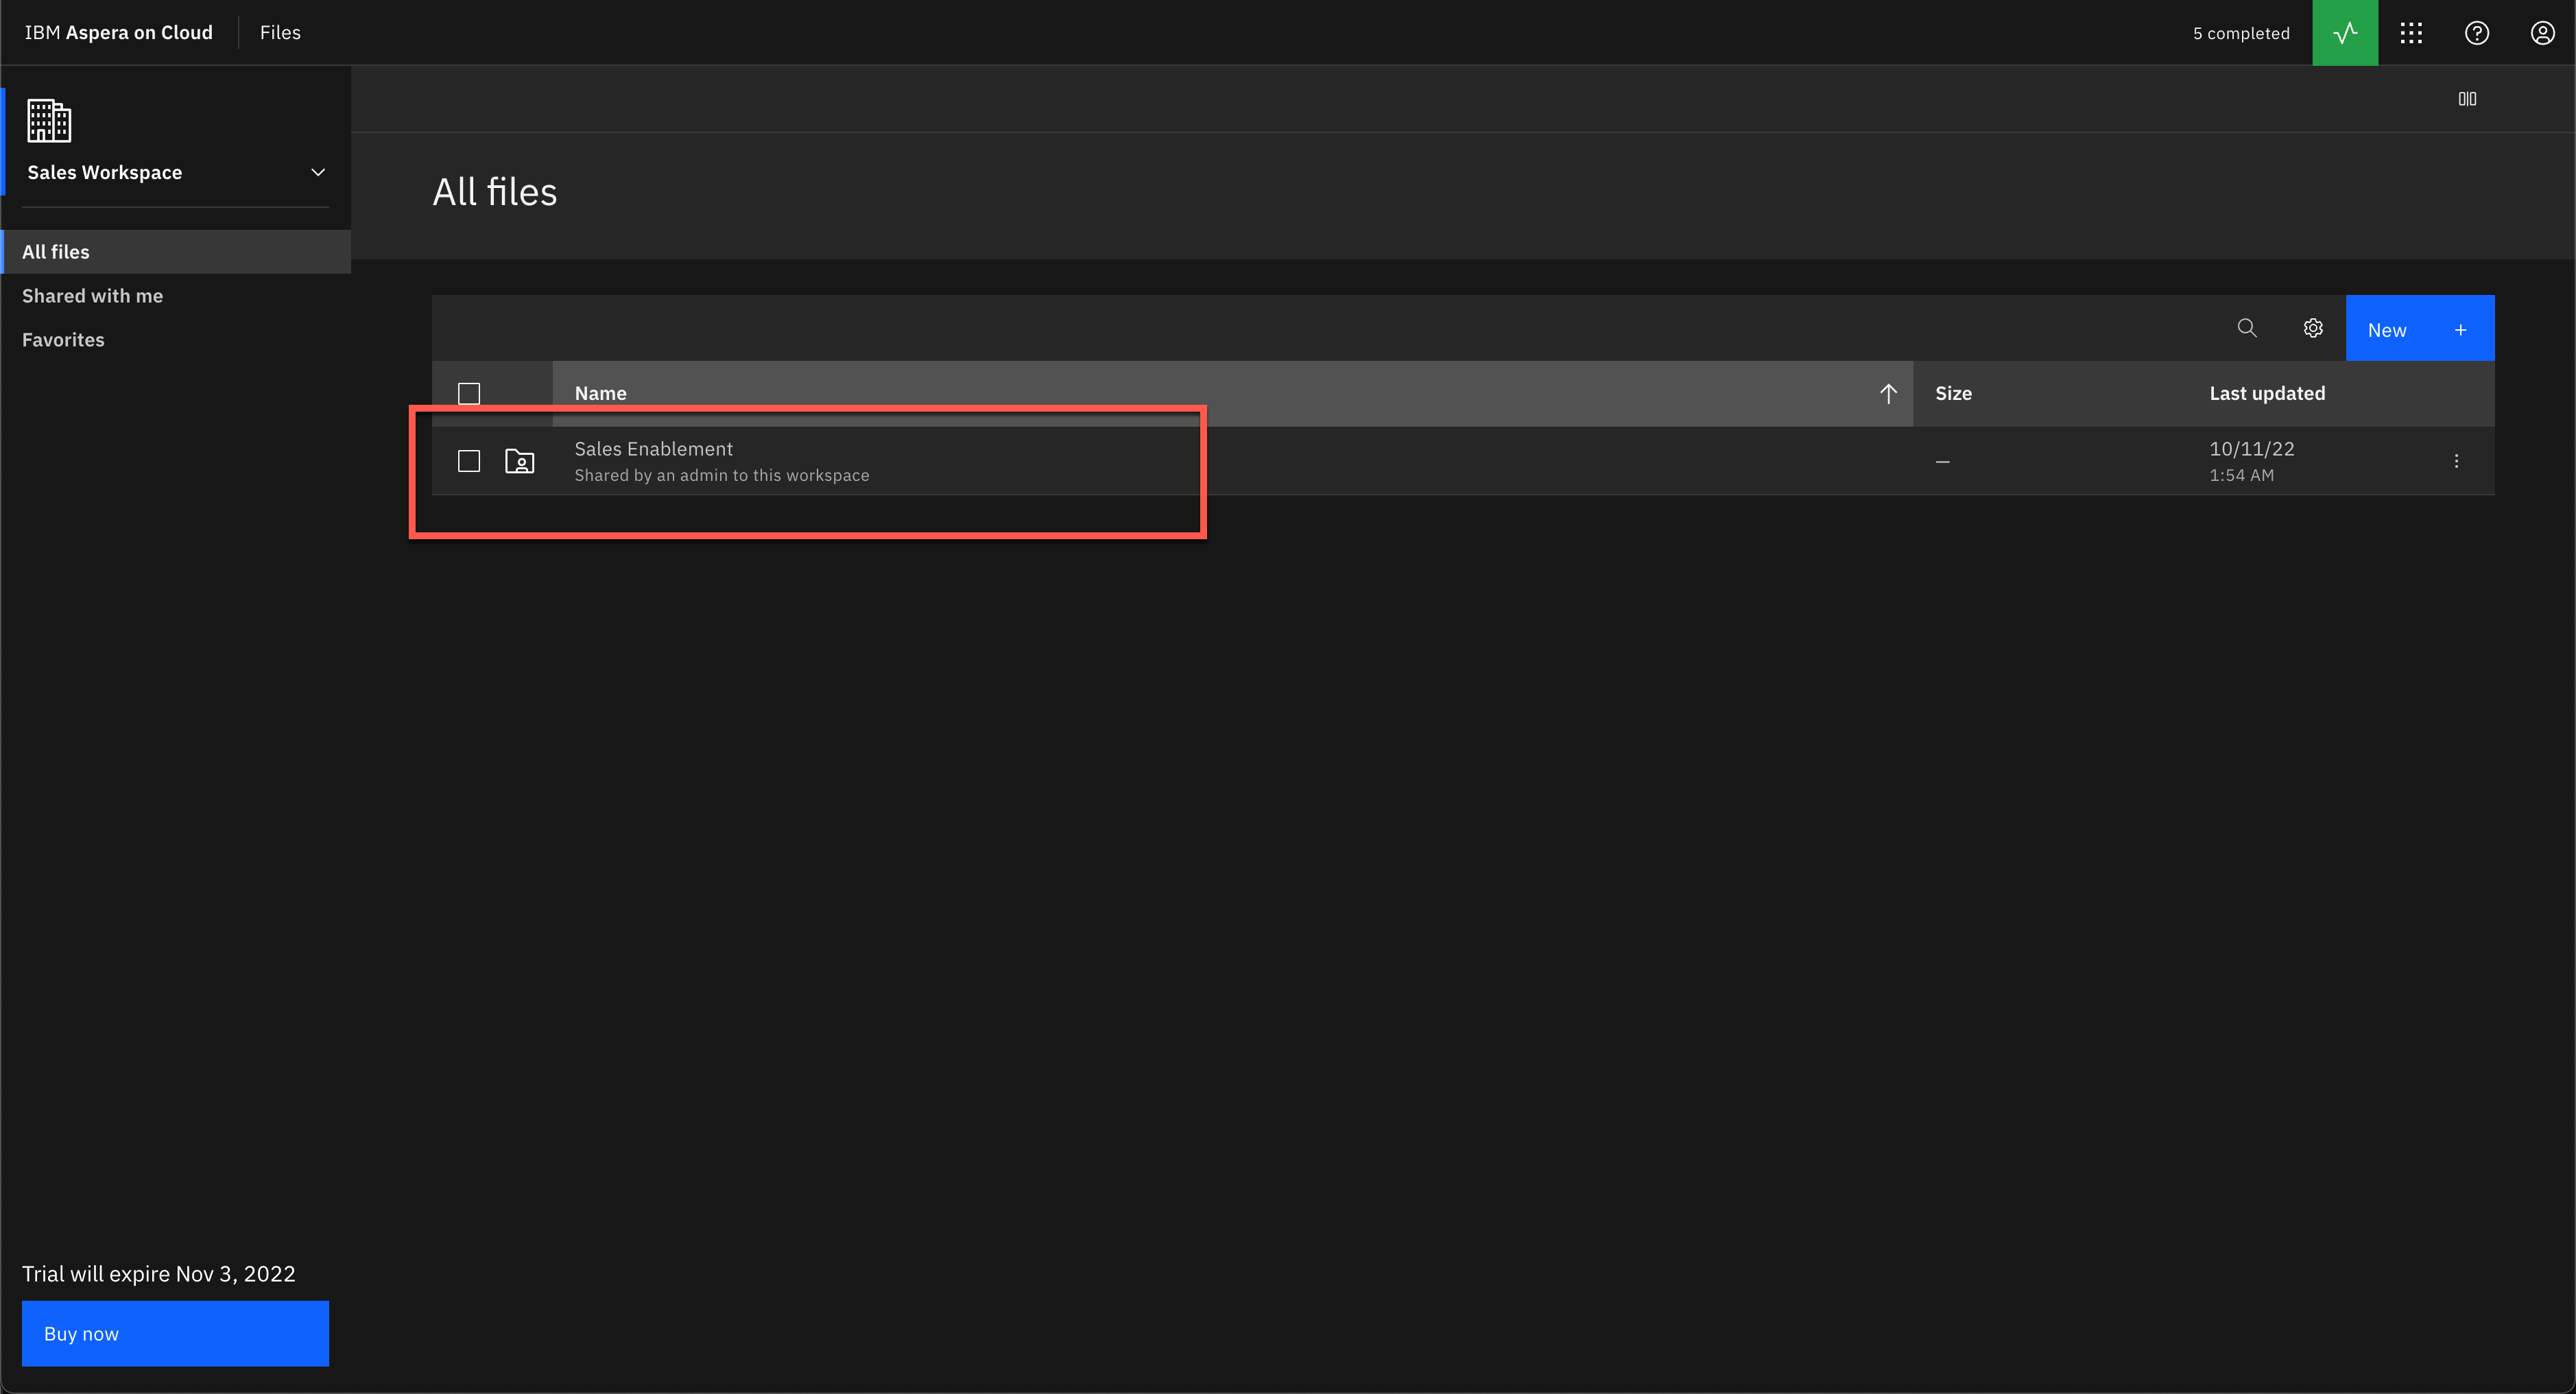 IBM Aspera on Cloud
Files
5 completed
Sales Workspace
All files
Shared with me
Favorites
All files
New +
Name
Size
Last updated
Sales Enablement
Shared by an admin to this workspace
—
10/11/22
1:54 AM
Trial will expire Nov 3, 2022
Buy now